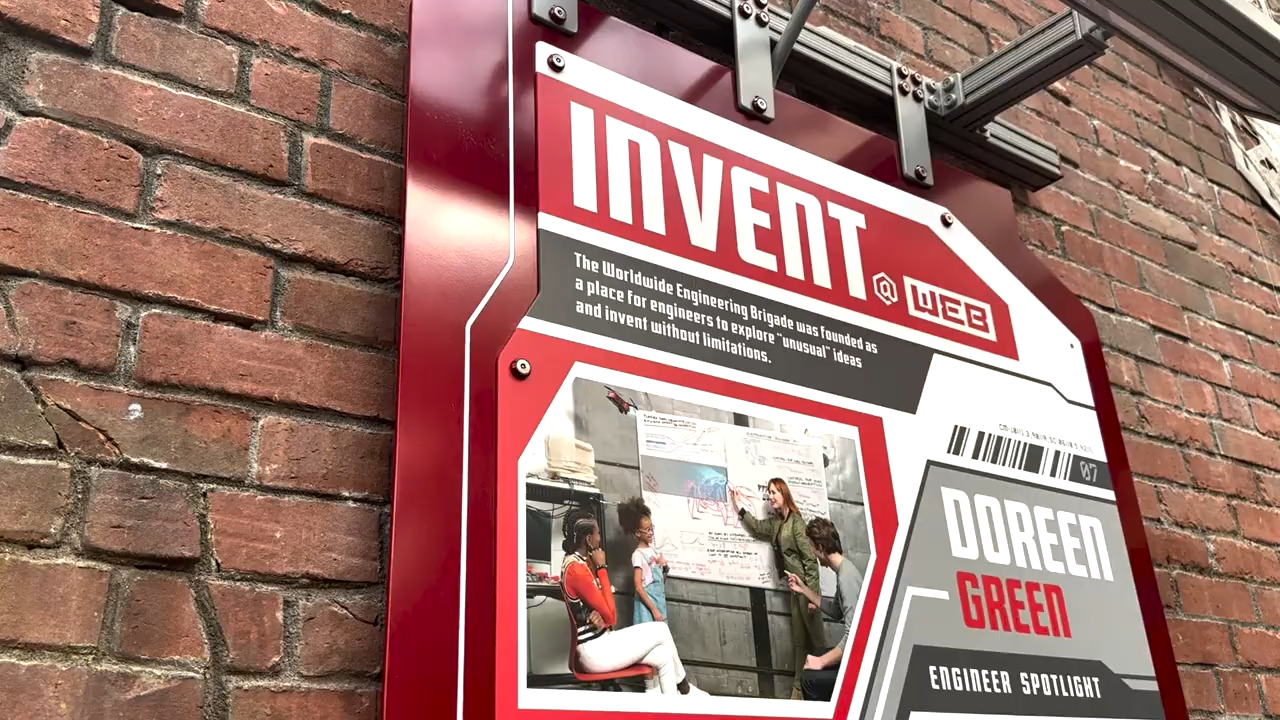 INVENT @ WEB
The Worldwide Engineering Brigade was founded as
a place for engineers to explore "unusual" ideas
and invent without limitations.
07
DOREEN
GREEN
ENGINEER SPOTLIGHT